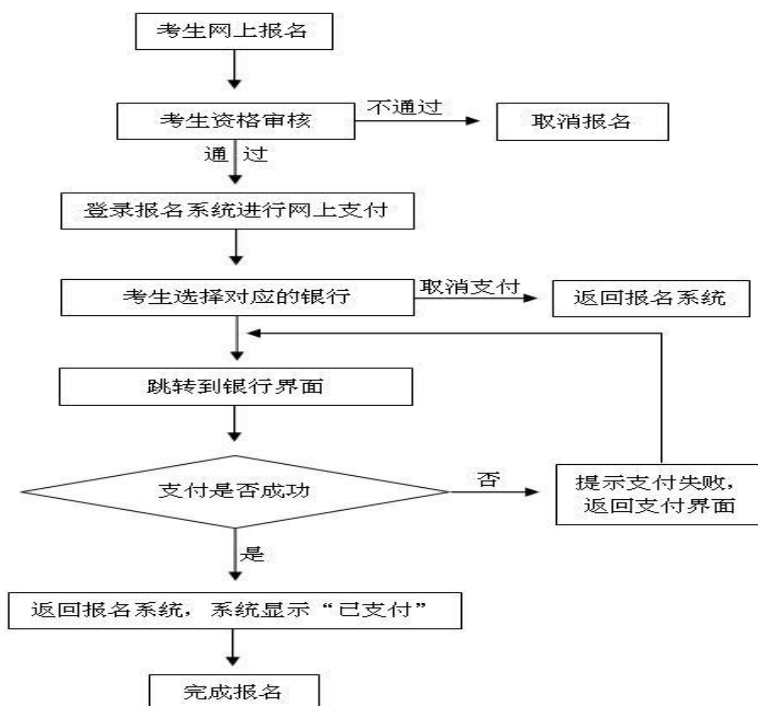 考生网上报名
考生资格审核
不通过
取消报名
通 过
登录报名系统进行网上支付
考生选择对应的银行
取消支付
返回报名系统
跳转到银行界面
支付是否成功
否
提示支付失败，
返回支付界面
是
返回报名系统，系统显示“已支付”
完成报名